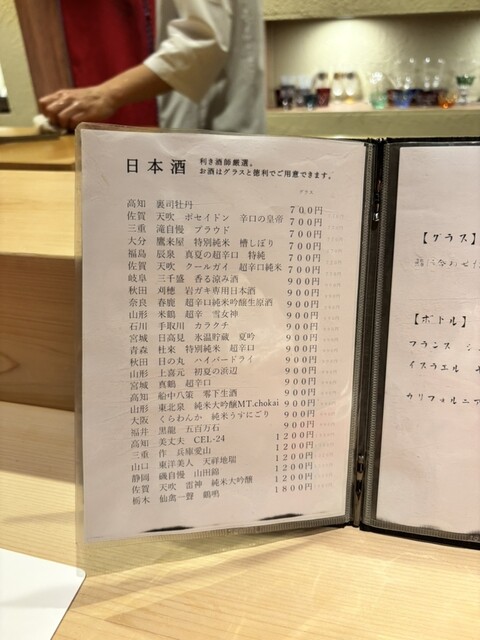 日本酒
利き酒師厳選。
お酒はグラスと徳利でご用意できます。
グラス
高知 裏司牡丹 700円
佐賀 天吹 ポセイドン 辛口の皇帝 700円
三重 滝自慢 プラウド 700円
大分 鷹来屋 特別純米 槽しぼり 700円
福島 辰泉 真夏の超辛口 特純 700円
佐賀 天吹 クールガイ 超辛口純米 700円
岐阜 三千盛 香る涼み酒 900円
秋田 刈穂 岩ガキ専用日本酒 900円
奈良 春鹿 超辛口純米吟醸生原酒 900円
山形 米鶴 超辛 雪女神 900円
石川 手取川 カラクチ 900円
宮城 日高見 氷温貯蔵 夏吟 900円
青森 杜來 特別純米 超辛口 900円
秋田 日の丸 ハイパードライ 900円
山形 上喜元 初夏の浜辺 900円
宮城 真鶴 超辛口 900円
高知 船中八策 零下生酒 900円
山形 東北泉 純米大吟醸MT.chokai 900円
大阪 くらわんか 純米うすにごり 900円
福井 黒龍 五百万石 900円
高知 美丈夫 CEL-24 1200円
三重 作 兵庫愛山 1200円
山口 東洋美人 天祥地瑞 1200円
静岡 磯自慢 山田錦 1200円
佐賀 天吹 雷神 純米大吟醸 1200円
栃木 仙禽一聲 鶴鳴 1800円
【グラス】
【ボトル】
フランス
イスラエル
カリフォルニア